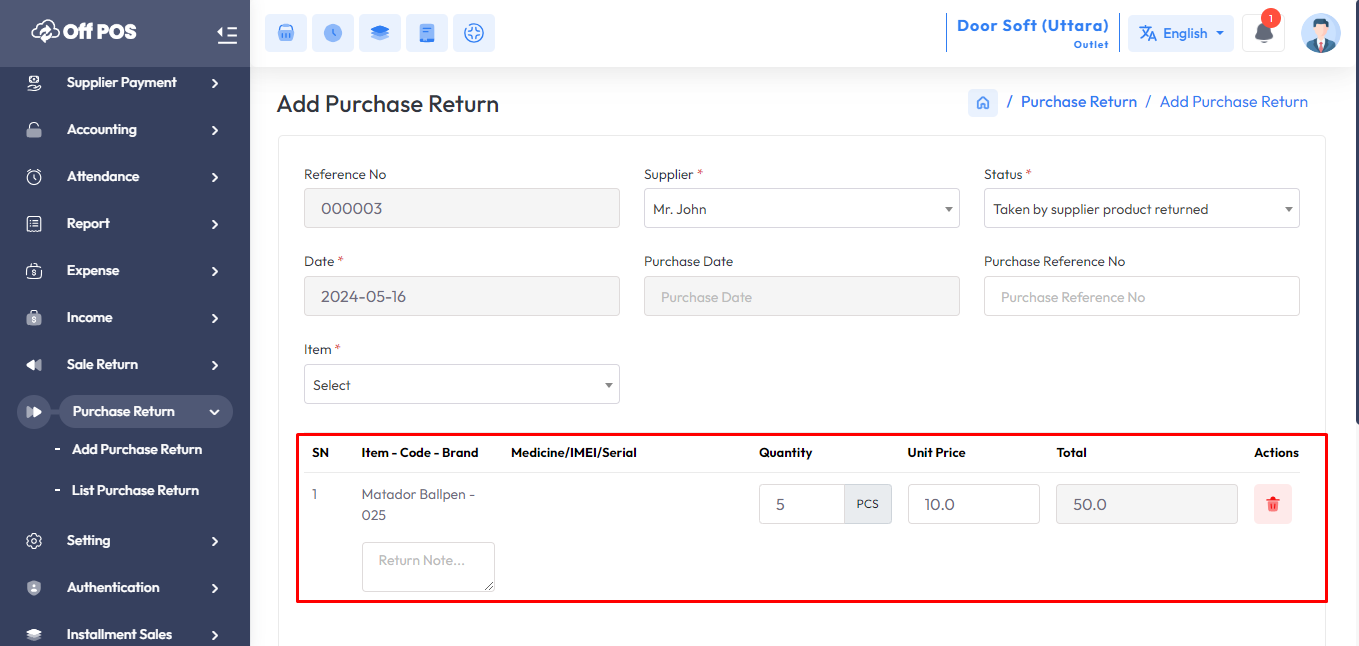 Off POS
Door Soft (Uttara)
Outlet
English
1
Supplier Payment
Accounting
Attendance
Report
Expense
Income
Sale Return
Purchase Return
- Add Purchase Return
- List Purchase Return
Setting
Authentication
Installment Sales
Add Purchase Return
/ Purchase Return / Add Purchase Return
Reference No
000003
Supplier *
Mr. John
Status *
Taken by supplier product returned
Date *
2024-05-16
Purchase Date
Purchase Date
Purchase Reference No
Purchase Reference No
Item *
Select
SN Item - Code - Brand Medicine/IMEI/Serial Quantity Unit Price Total Actions
1 Matador Ballpen - 5 PCS 10.0 50.0
025
Return Note...